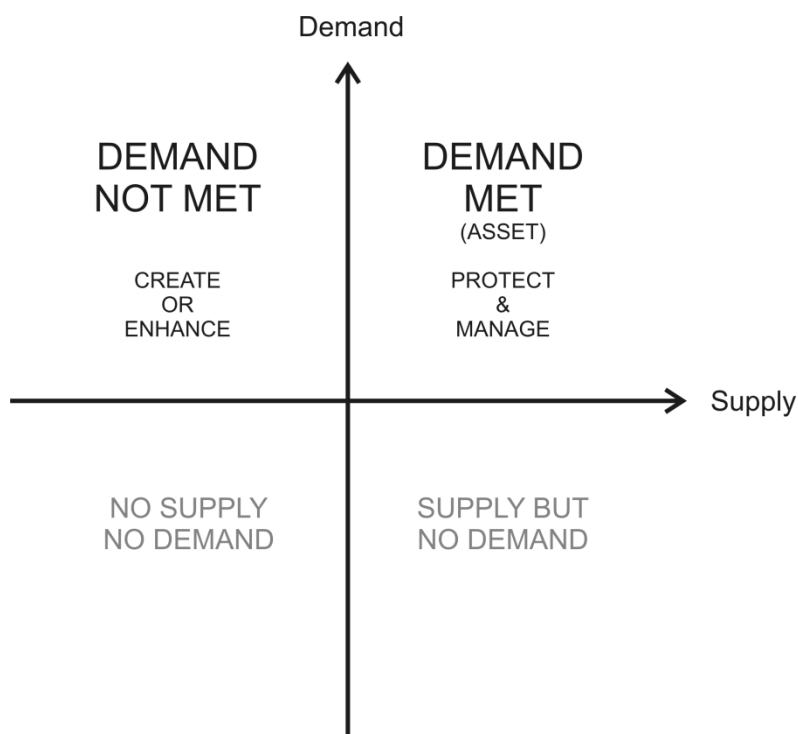 Demand
DEMAND
NOT MET
CREATE
OR
ENHANCE
DEMAND
MET
(ASSET)
PROTECT
&
MANAGE
Supply
NO SUPPLY
NO DEMAND
SUPPLY BUT
NO DEMAND